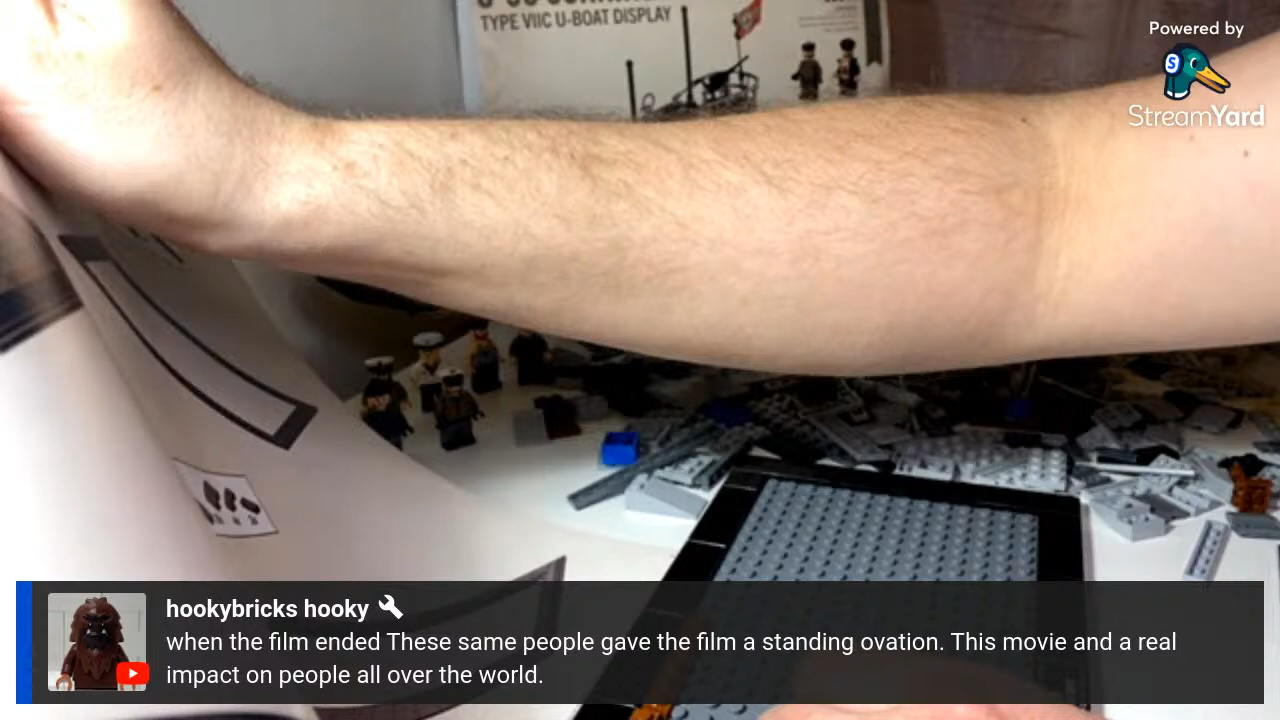 TYPE VIIC U-BOAT DISPLAY
Powered by
S
StreamYard
hookybricks hooky
when the film ended These same people gave the film a standing ovation. This movie and a real
impact on people all over the world.